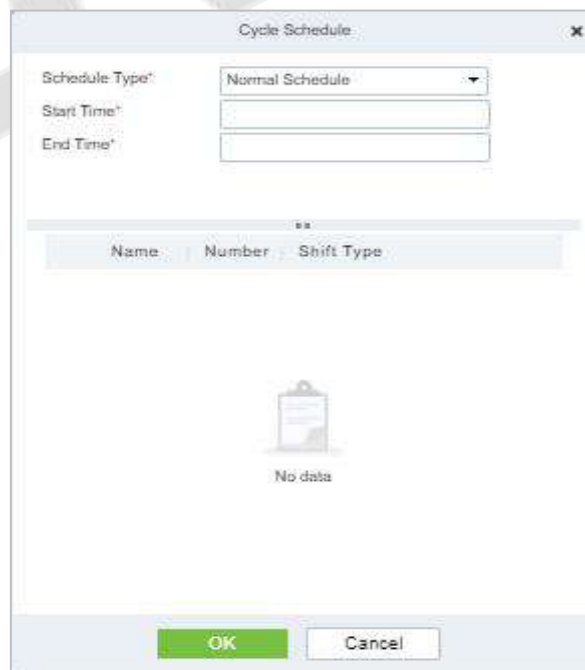 Cycle Schedule ×
Schedule Type* Normal Schedule
Start Time*
End Time*
Name Number Shift Type
No data
OK Cancel